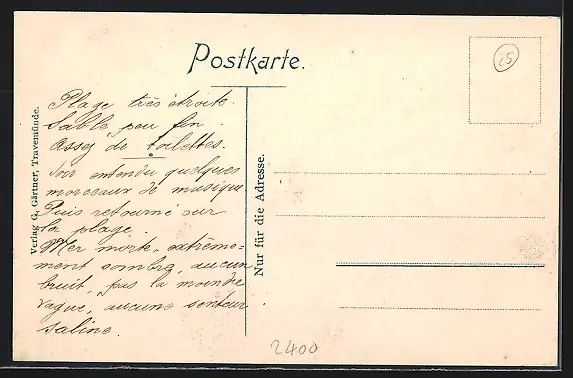 Postkarte.
25
Plage très étroite.
Sable peu fin.
Assez de toilettes.
Soir entendu quelques
morceaux de musique
Puis retourné sur
la plage.
Mer morte, extrême-
ment sombre, aucun
bruit, pas la moindre
vague, aucune senteur
saline.
Verlag G. Gärtner, Travemünde.
Nur für die Adresse.
2400